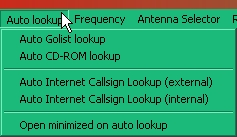 Auto lookup Frequency Antenna Selector
Auto Golist lookup
Auto CD-ROM lookup
Auto Internet Callsign Lookup (external)
Auto Internet Callsign Lookup (internal)
Open minimized on auto lookup